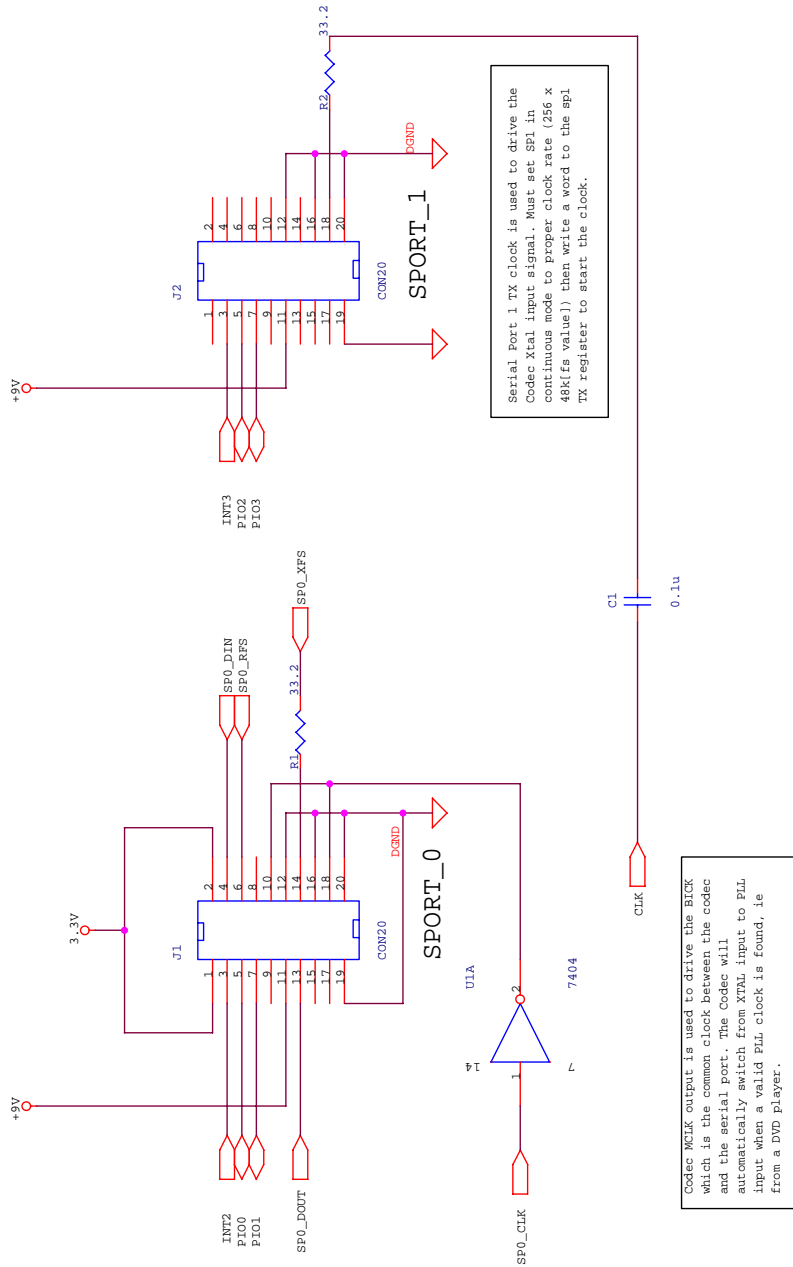 +9V
3.3V
+9V
J1
1
3
5
7
9
11
13
15
17
19
2
4
6
8
10
12
14
16
18
20
CON20
SPORT_0
INT2
PIO0
PIO1
SP0_DOUT
SP0_DIN
SP0_RFS
R1
33.2
SP0_XFS
DGND
J2
1
3
5
7
9
11
13
15
17
19
2
4
6
8
10
12
14
16
18
20
CON20
SPORT_1
INT3
PIO2
PIO3
R2
33.2
DGND
SP0_CLK
U1A
14
1
2
7
7404
CLK
C1
0.1u
Serial Port 1 TX clock is used to drive the
Codec Xtal input signal. Must set SP1 in
continuous mode to proper clock rate (256 x
48k[fs value]) then write a word to the sp1
TX register to start the clock.
Codec MCLK output is used to drive the BICK
which is the common clock between the codec
and the serial port. The Codec will
automatically switch from XTAL input to PLL
input when a valid PLL clock is found, ie
from a DVD player.